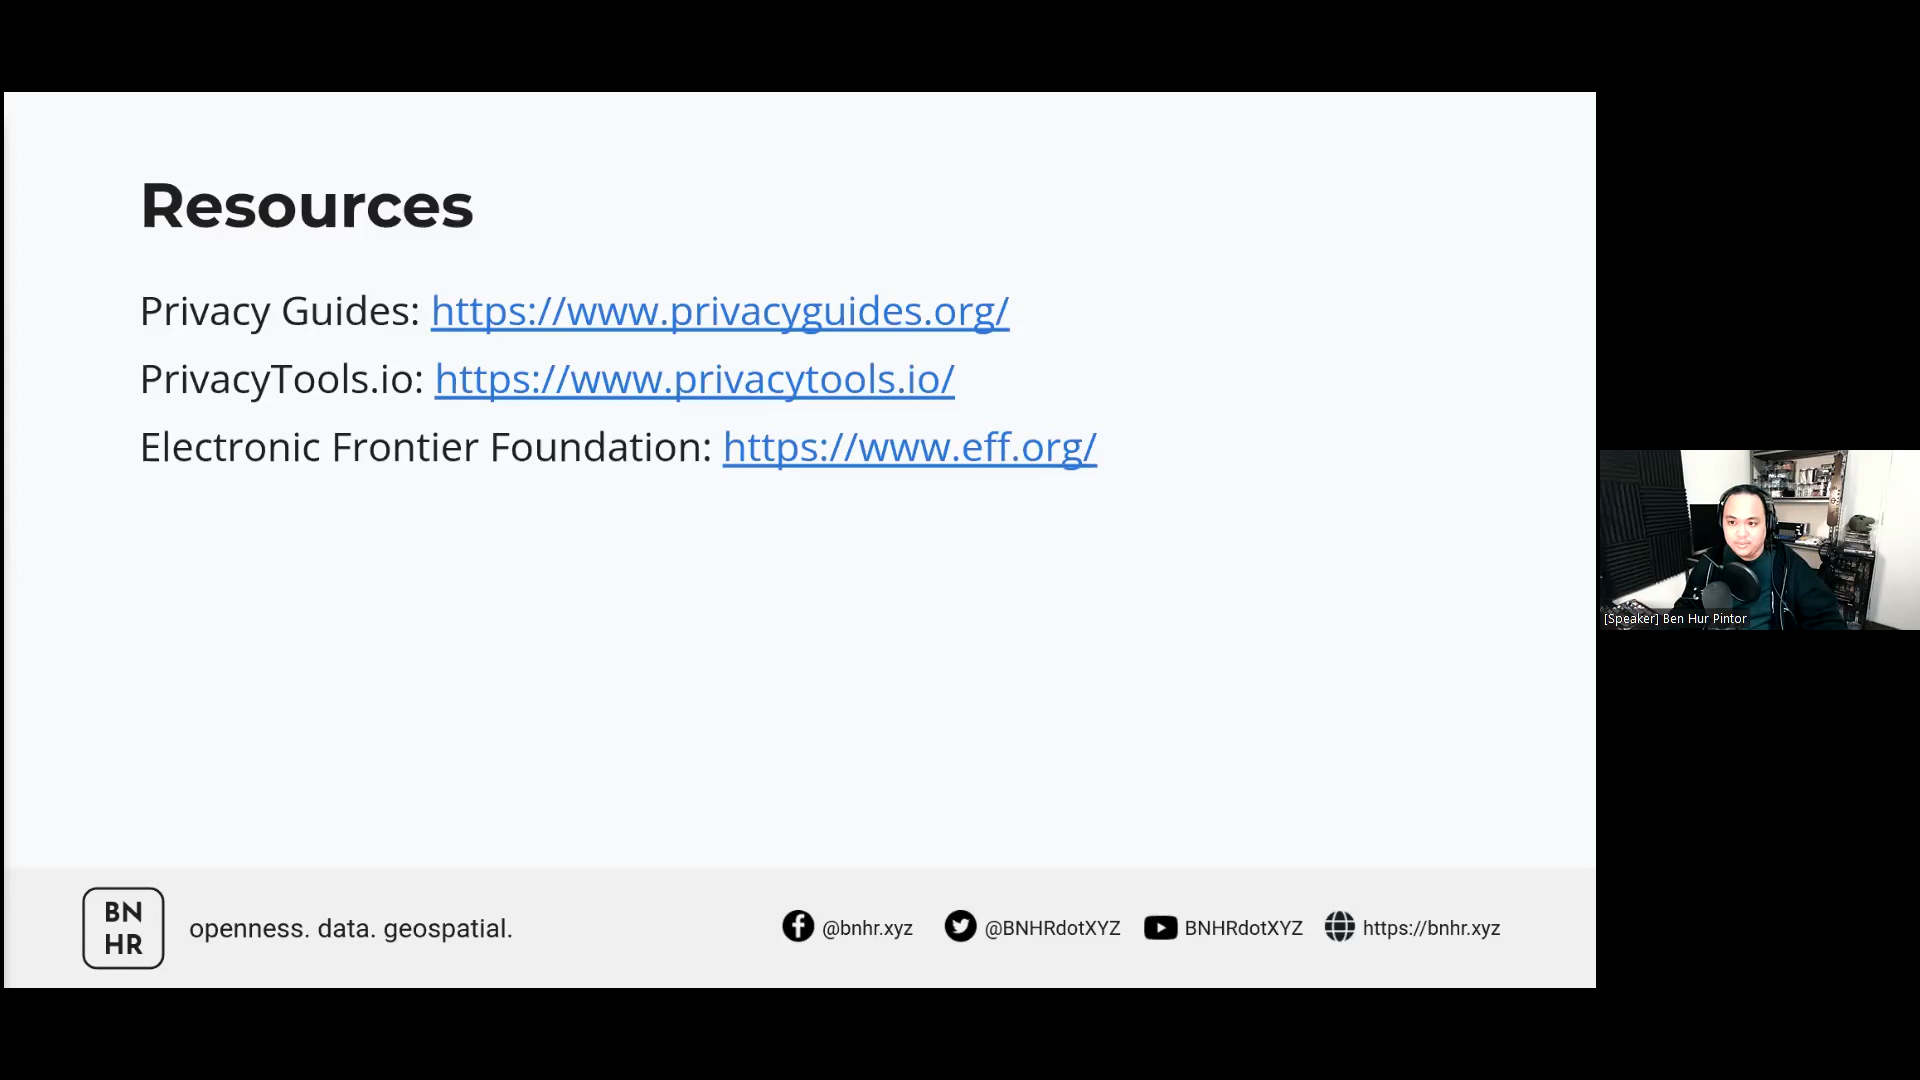 Resources
Privacy Guides: https://www.privacyguides.org/
PrivacyTools.io: https://www.privacytools.io/
Electronic Frontier Foundation: https://www.eff.org/
[Speaker] Ben Hur Pintor
BN
HR
openness. data. geospatial.
@bnhr.xyz
@BNHRdotXYZ
BNHRdotXYZ
https://bnhr.xyz